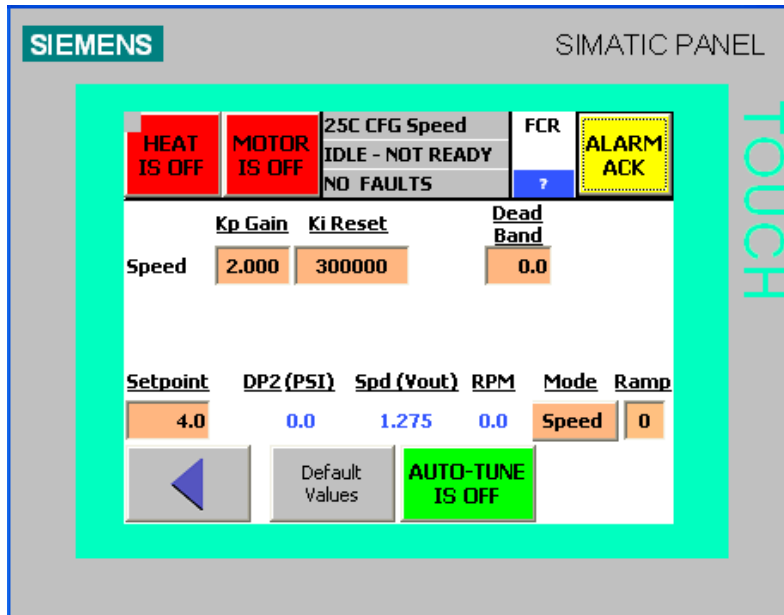 SIEMENS
SIMATIC PANEL
TOUCH
HEAT
IS OFF
MOTOR
IS OFF
25C CFG Speed
IDLE - NOT READY
NO FAULTS
FCR
?
ALARM
ACK
Kp Gain
Ki Reset
Dead
Band
Speed
2.000
300000
0.0
Setpoint
DP2 (PSI)
Spd (Vout)
RPM
Mode
Ramp
4.0
0.0
1.275
0.0
Speed
0
Default
Values
AUTO-TUNE
IS OFF